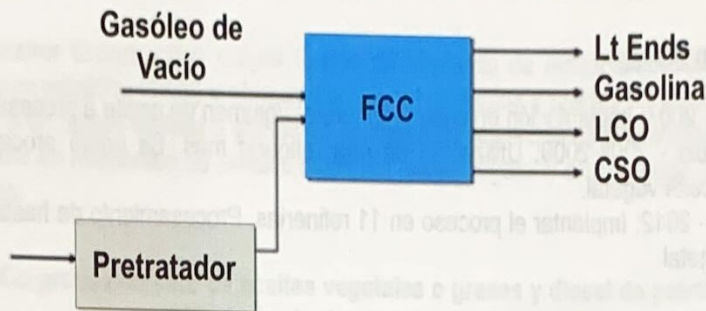 Gasóleo de
Vacío
FCC
Lt Ends
Gasolina
LCO
CSO
Pretratador